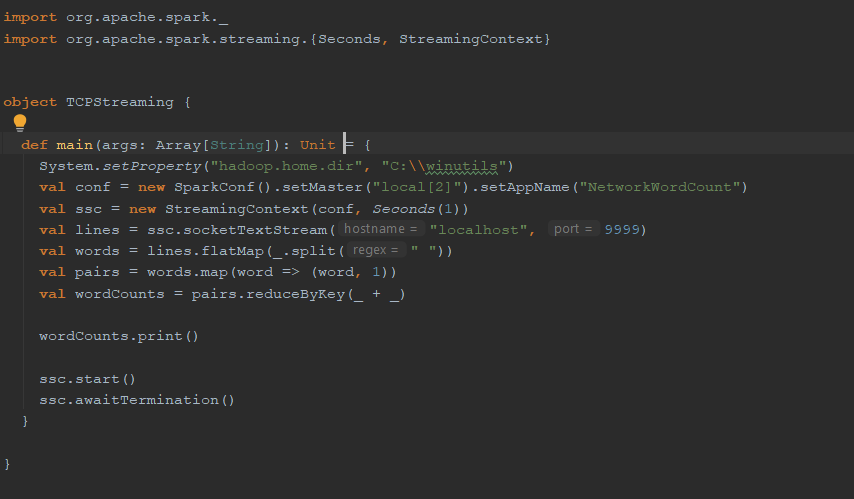 import org.apache.spark._
import org.apache.spark.streaming.{Seconds, StreamingContext}
object TCPStreaming {
def main(args: Array[String]): Unit = {
System.setProperty("hadoop.home.dir", "C:\\winutils")
val conf = new SparkConf().setMaster("local[2]").setAppName("NetworkWordCount")
val ssc = new StreamingContext(conf, Seconds(1))
val lines = ssc.socketTextStream( hostname = "localhost", port = 9999)
val words = lines.flatMap(_.split( regex = " "))
val pairs = words.map(word => (word, 1))
val wordCounts = pairs.reduceByKey(_ + _)
wordCounts.print()
ssc.start()
ssc.awaitTermination()
}
}